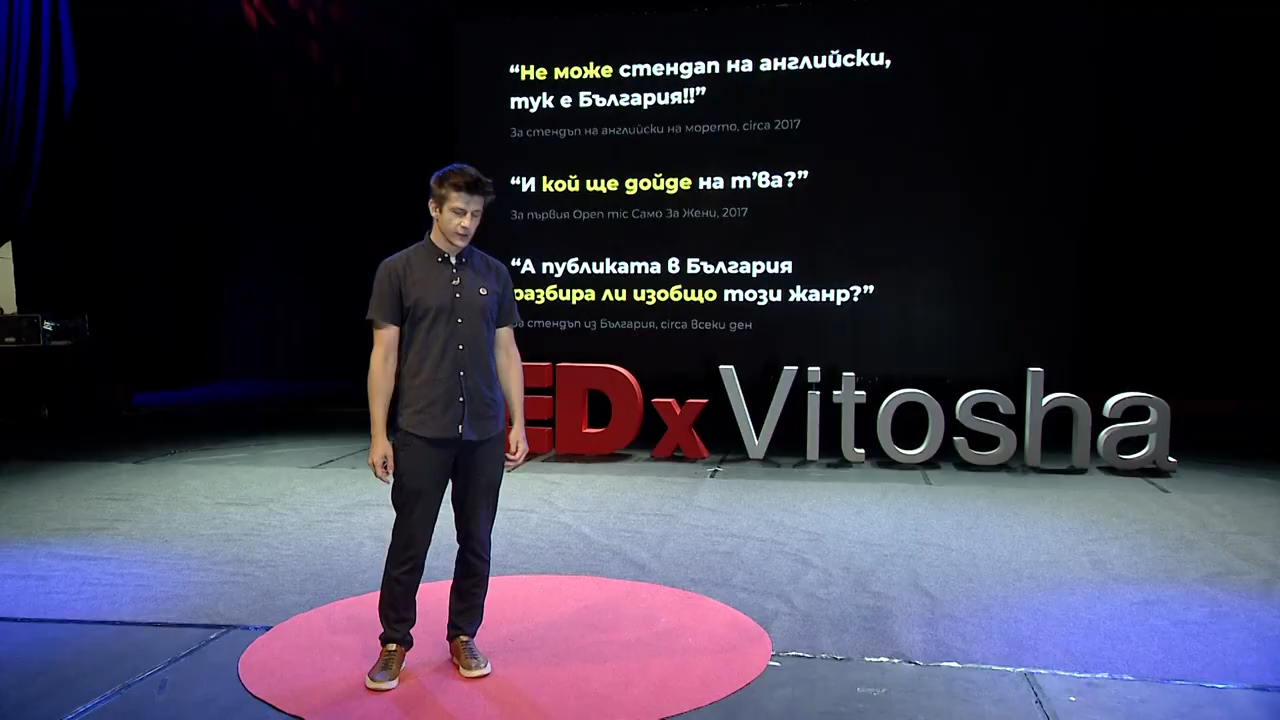 “Не може стендап на английски,
тук е България!!”
За стендъп на английски на морето, circa 2017
“И кой ще дойде на т’ва?”
За първия Open mic Само За Жени, 2017
“А публиката в България
разбира ли изобщо този жанр?”
За стендъп из България, circa всеки ден
EDx Vitosha